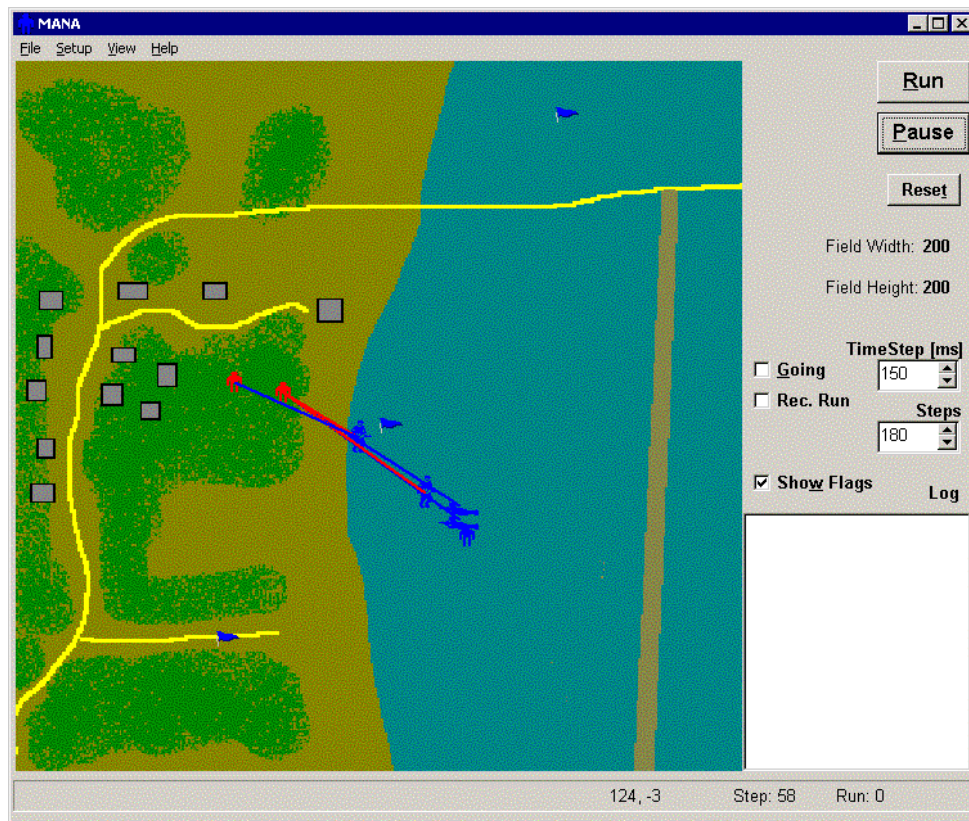 MANA
File Setup View Help
Run
Pause
Reset
Field Width: 200
Field Height: 200
TimeStep [ms]
Going
150
Rec. Run
Steps
180
Show Flags
Log
124, -3 Step: 58 Run: 0